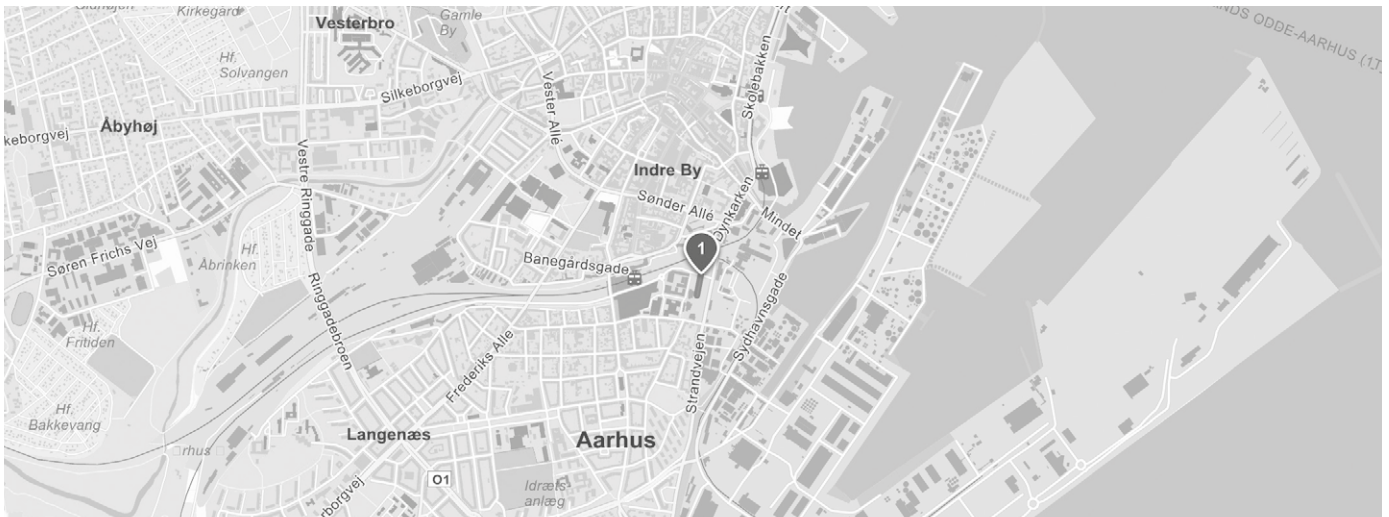 Kirkegård
Gamle
By
Vesterbro
Hf.
Solvangen
Silkeborgvej
Vester Allé
Skolebakken
NDS ODDE-AARHUS (1T)
keborgvej
Åbyhøj
Vestre Ringgade
Indre By
Sønder Allé
Dynkarken
Mindet
1
Banegårdsgade
Søren Frichs Vej
Hf.
Åbrinken
Ringgadebroen
Sydhavnsgade
Hf.
Fritiden
Frederiks Allé
Strandvejen
Hf.
Bakkevang
Langenæs
Aarhus
rhus
O1
Idræts-
anlæg
rborgvej